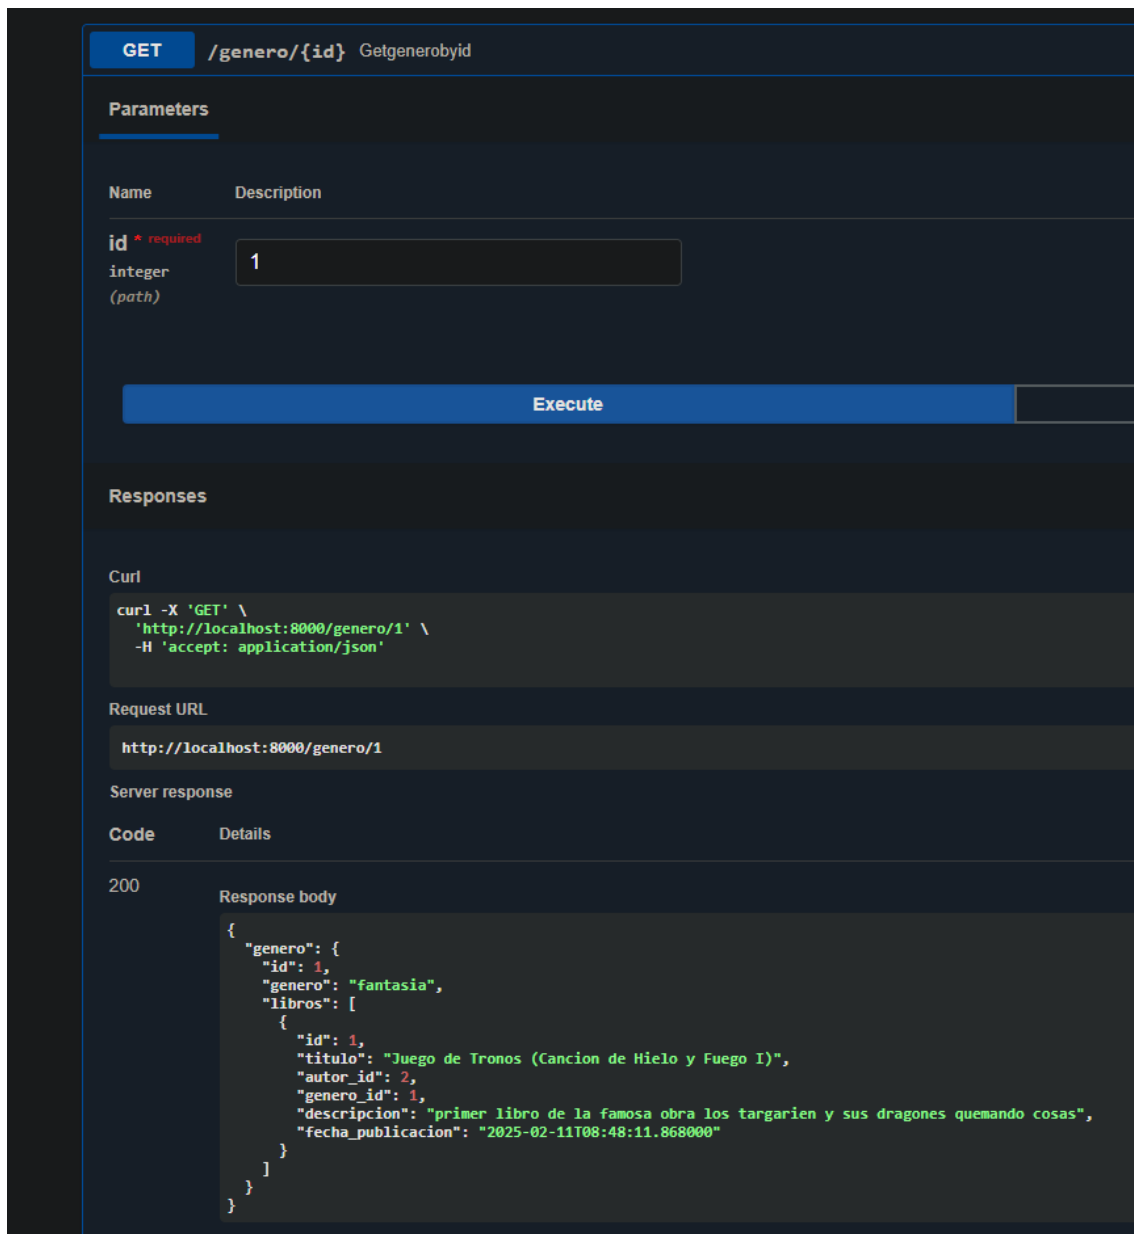 GET /genero/{id} Getgenerobyid
Parameters
Name Description
id * required
integer
(path)
1
Execute
Responses
Curl
curl -X 'GET' \
'http://localhost:8000/genero/1' \
-H 'accept: application/json'
Request URL
http://localhost:8000/genero/1
Server response
Code Details
200
Response body
{
"genero": {
"id": 1,
"genero": "fantasia",
"libros": [
{
"id": 1,
"titulo": "Juego de Tronos (Cancion de Hielo y Fuego I)",
"autor_id": 2,
"genero_id": 1,
"descripcion": "primer libro de la famosa obra los targarien y sus dragones quemando cosas",
"fecha_publicacion": "2025-02-11T08:48:11.868000"
}
]
}
}